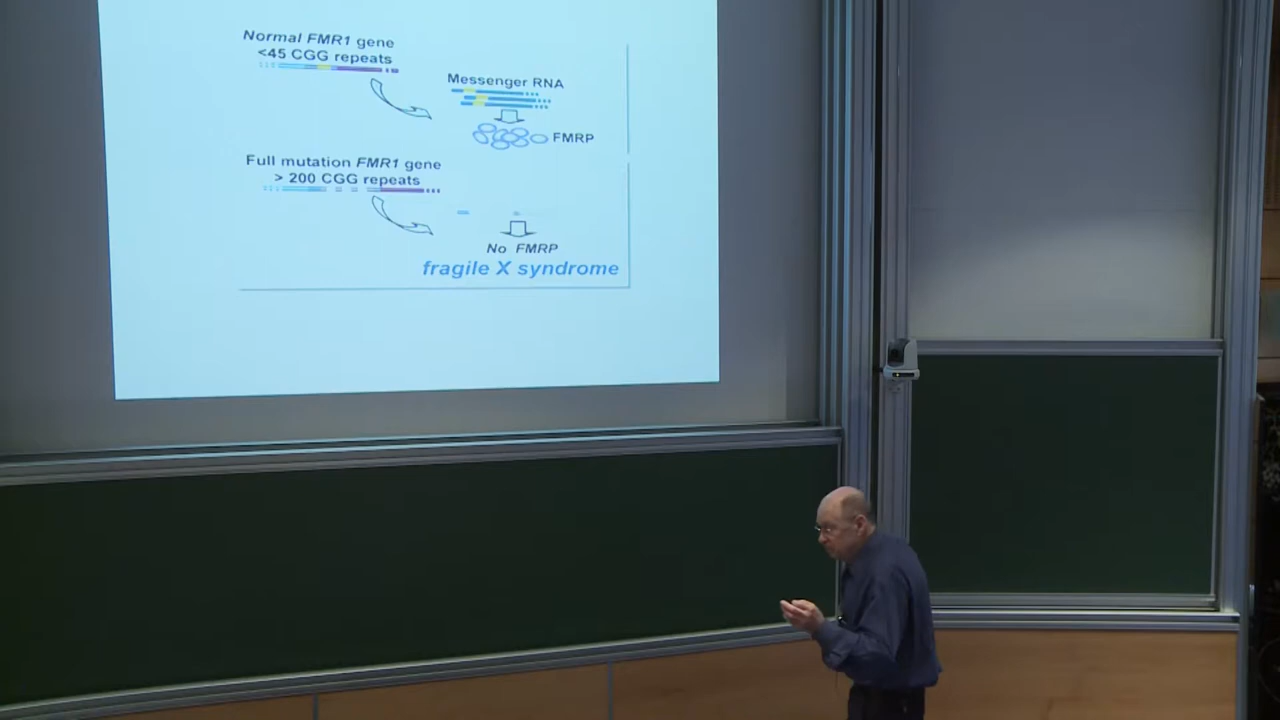 Normal FMR1 gene
<45 CGG repeats
Messenger RNA
FMRP
Full mutation FMR1 gene
> 200 CGG repeats
No FMRP
fragile X syndrome